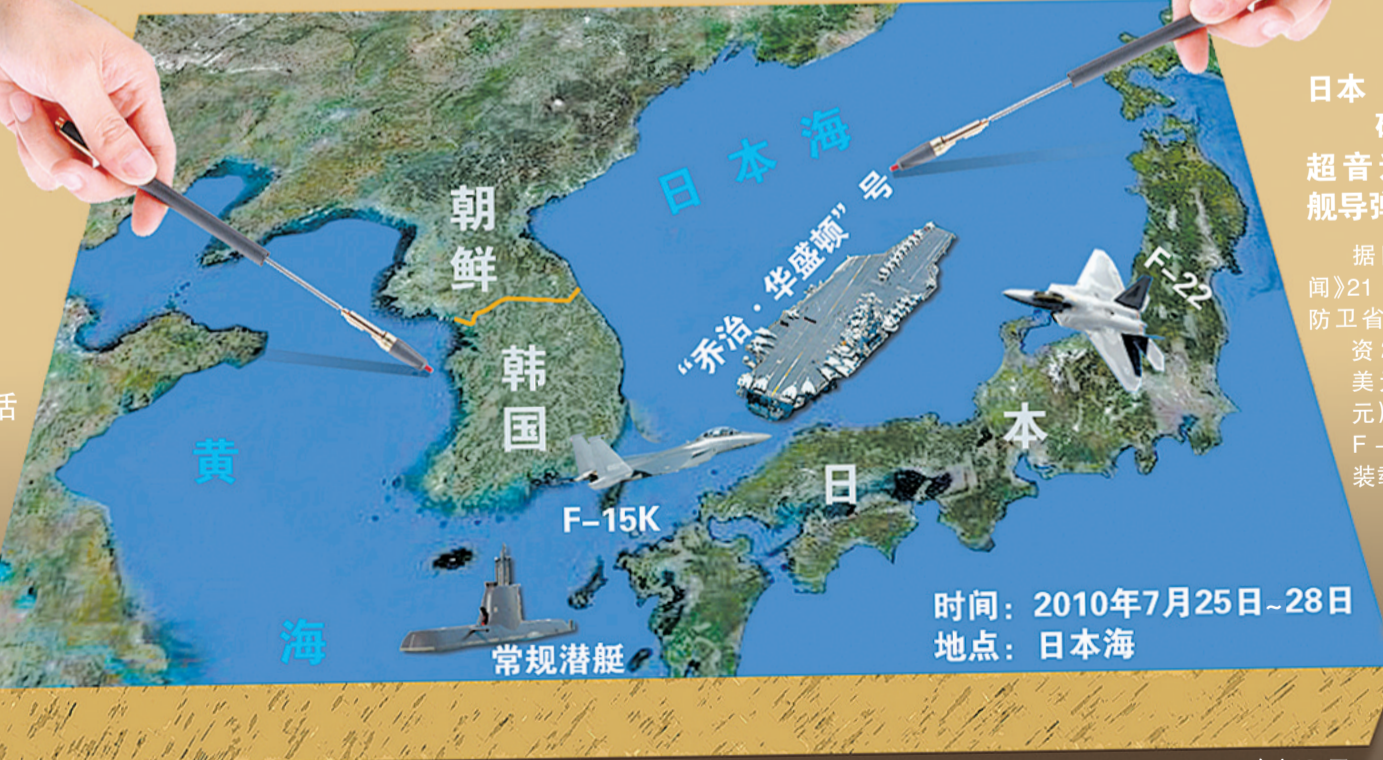 朝鲜
韩国
日本海
“乔治·华盛顿”号
F-22
日本
F-15K
黄海
常规潜艇
时间：2010年7月25日~28日
地点：日本海
活
日本
超音
舰导弹
据
闻》21
防卫省
资
美
元
F-
装